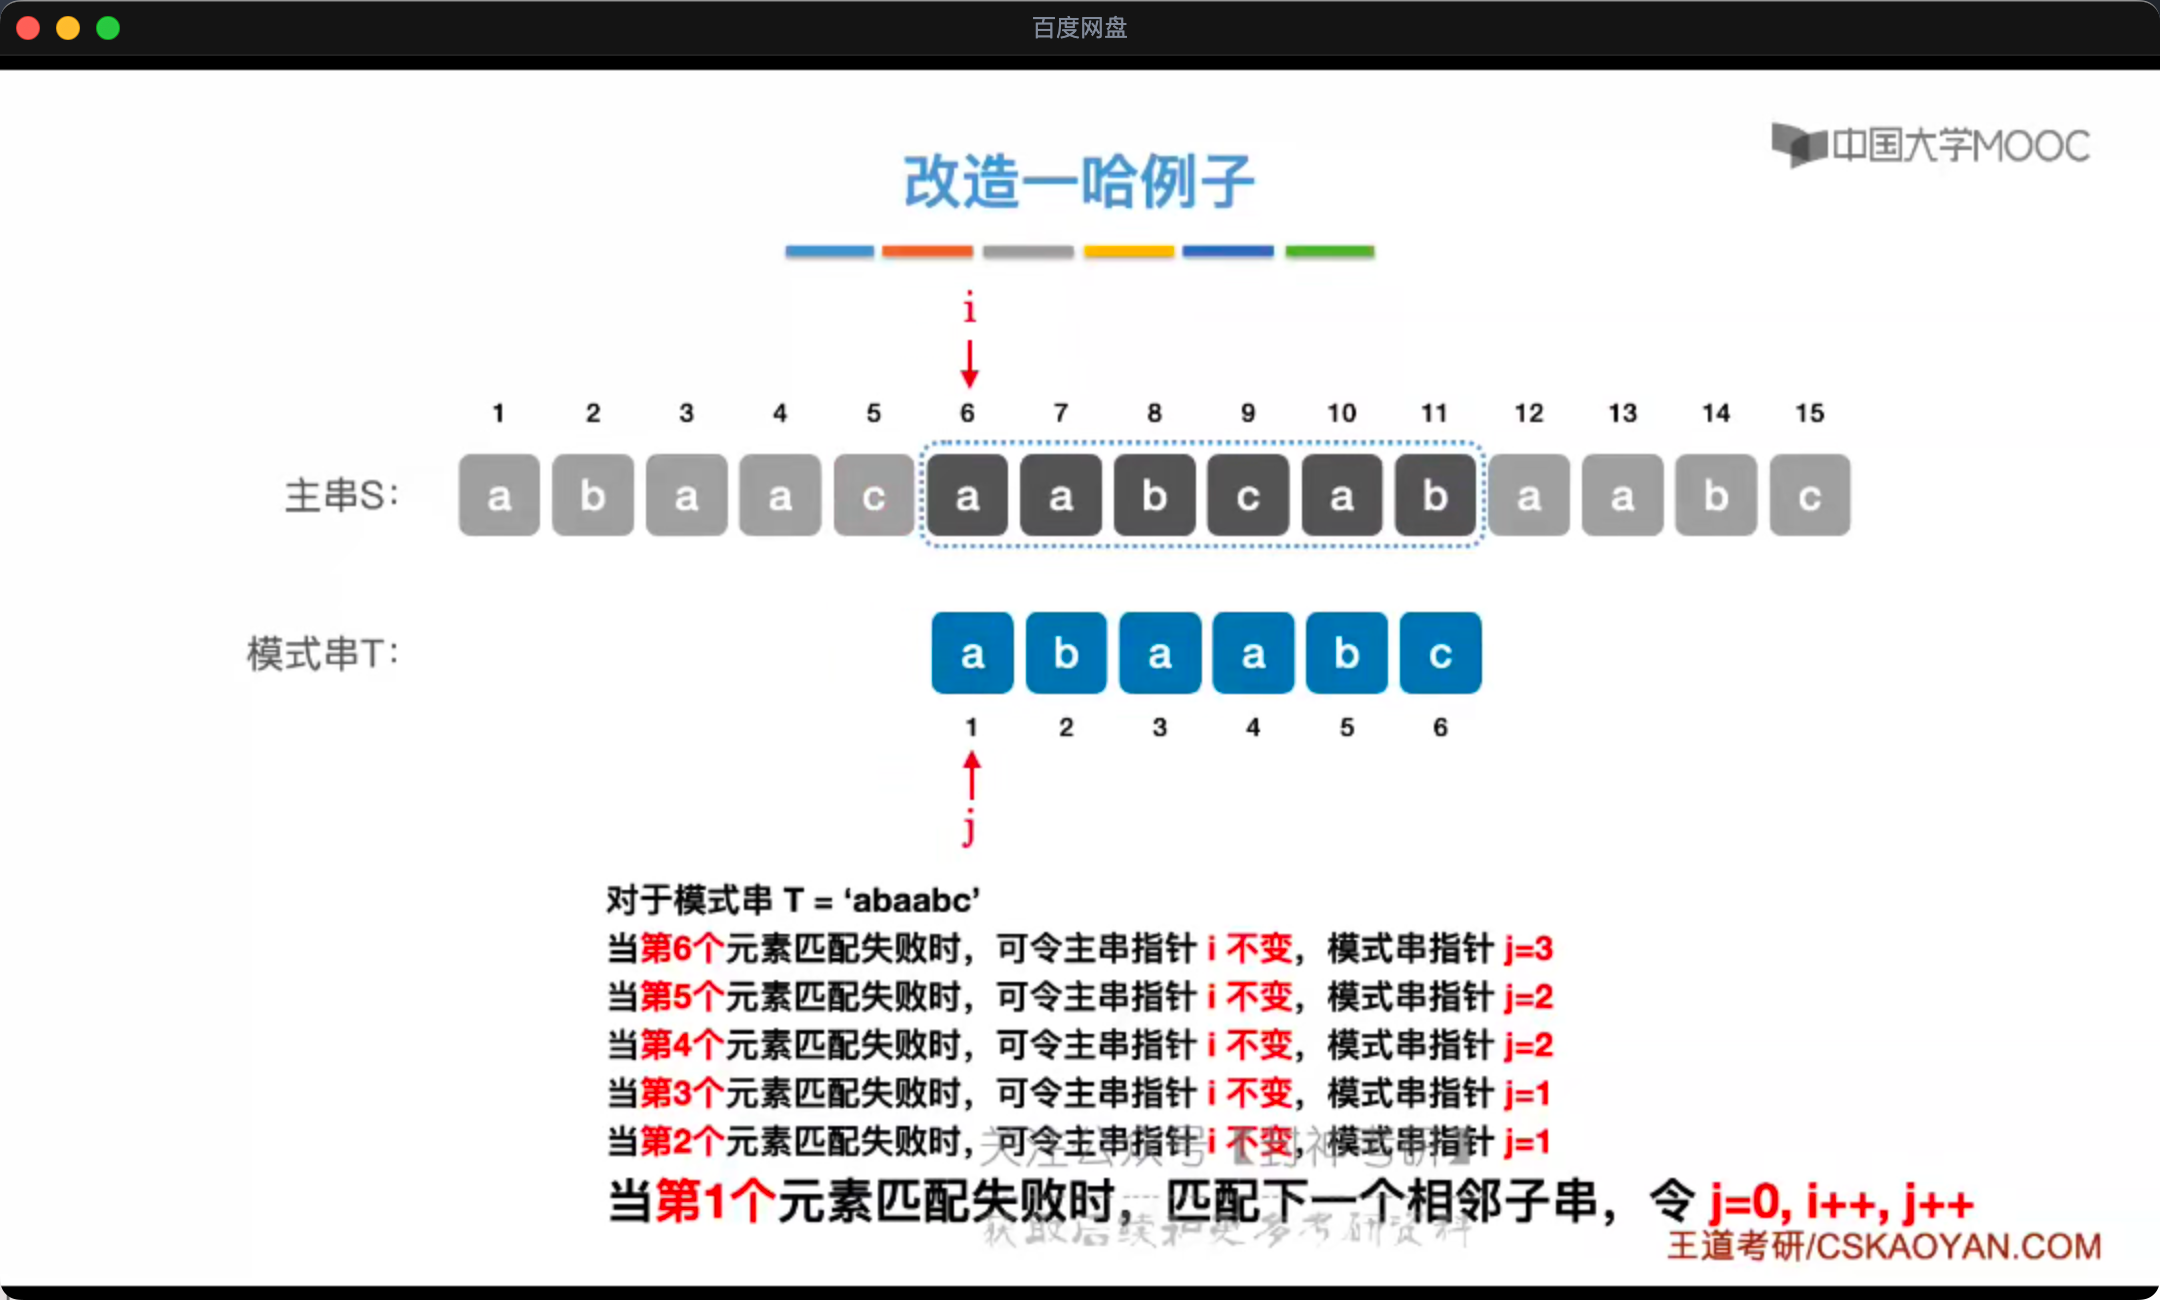 百度网盘
中国大学MOOC
改造一哈例子
i
1 2 3 4 5 6 7 8 9 10 11 12 13 14 15
主串S: a b a a c a a b c a b a a b c
模式串T: a b a a b c
1 2 3 4 5 6
j
对于模式串 T = ‘abaabc’
当第6个元素匹配失败时，可令主串指针 i 不变，模式串指针 j=3
当第5个元素匹配失败时，可令主串指针 i 不变，模式串指针 j=2
当第4个元素匹配失败时，可令主串指针 i 不变，模式串指针 j=2
当第3个元素匹配失败时，可令主串指针 i 不变，模式串指针 j=1
当第2个元素匹配失败时，可令主串指针 i 不变，模式串指针 j=1
关注公众号【封神考研】
当第1个元素匹配失败时，匹配下一个相邻子串，令 j=0, i++, j++
获取后续和更多考研资料
王道考研/CSKAOYAN.COM